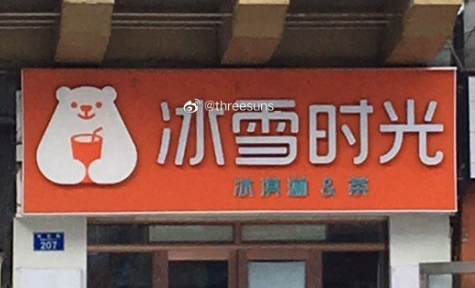 @threesuns
冰雪时光
冰淇淋 & 茶
207